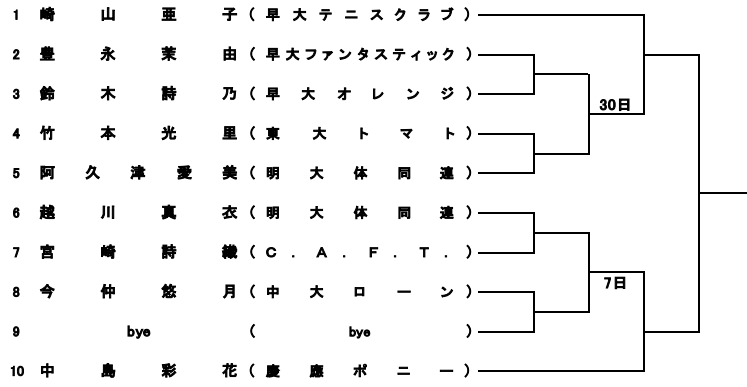 1 崎山亜子(早大テニスクラブ)
2 豊永茉由(早大ファンタスティック)
3 鈴木詩乃(早大オレンジ)
30日
4 竹本光里(東大トマト)
5 阿久津愛美(明大体同連)
6 越川真衣(明大体同連)
7 宮崎詩織(C.A.F.T.)
8 今仲悠月(中大ローン)
7日
9 bye(bye)
10 中島彩花(慶應ポニー)